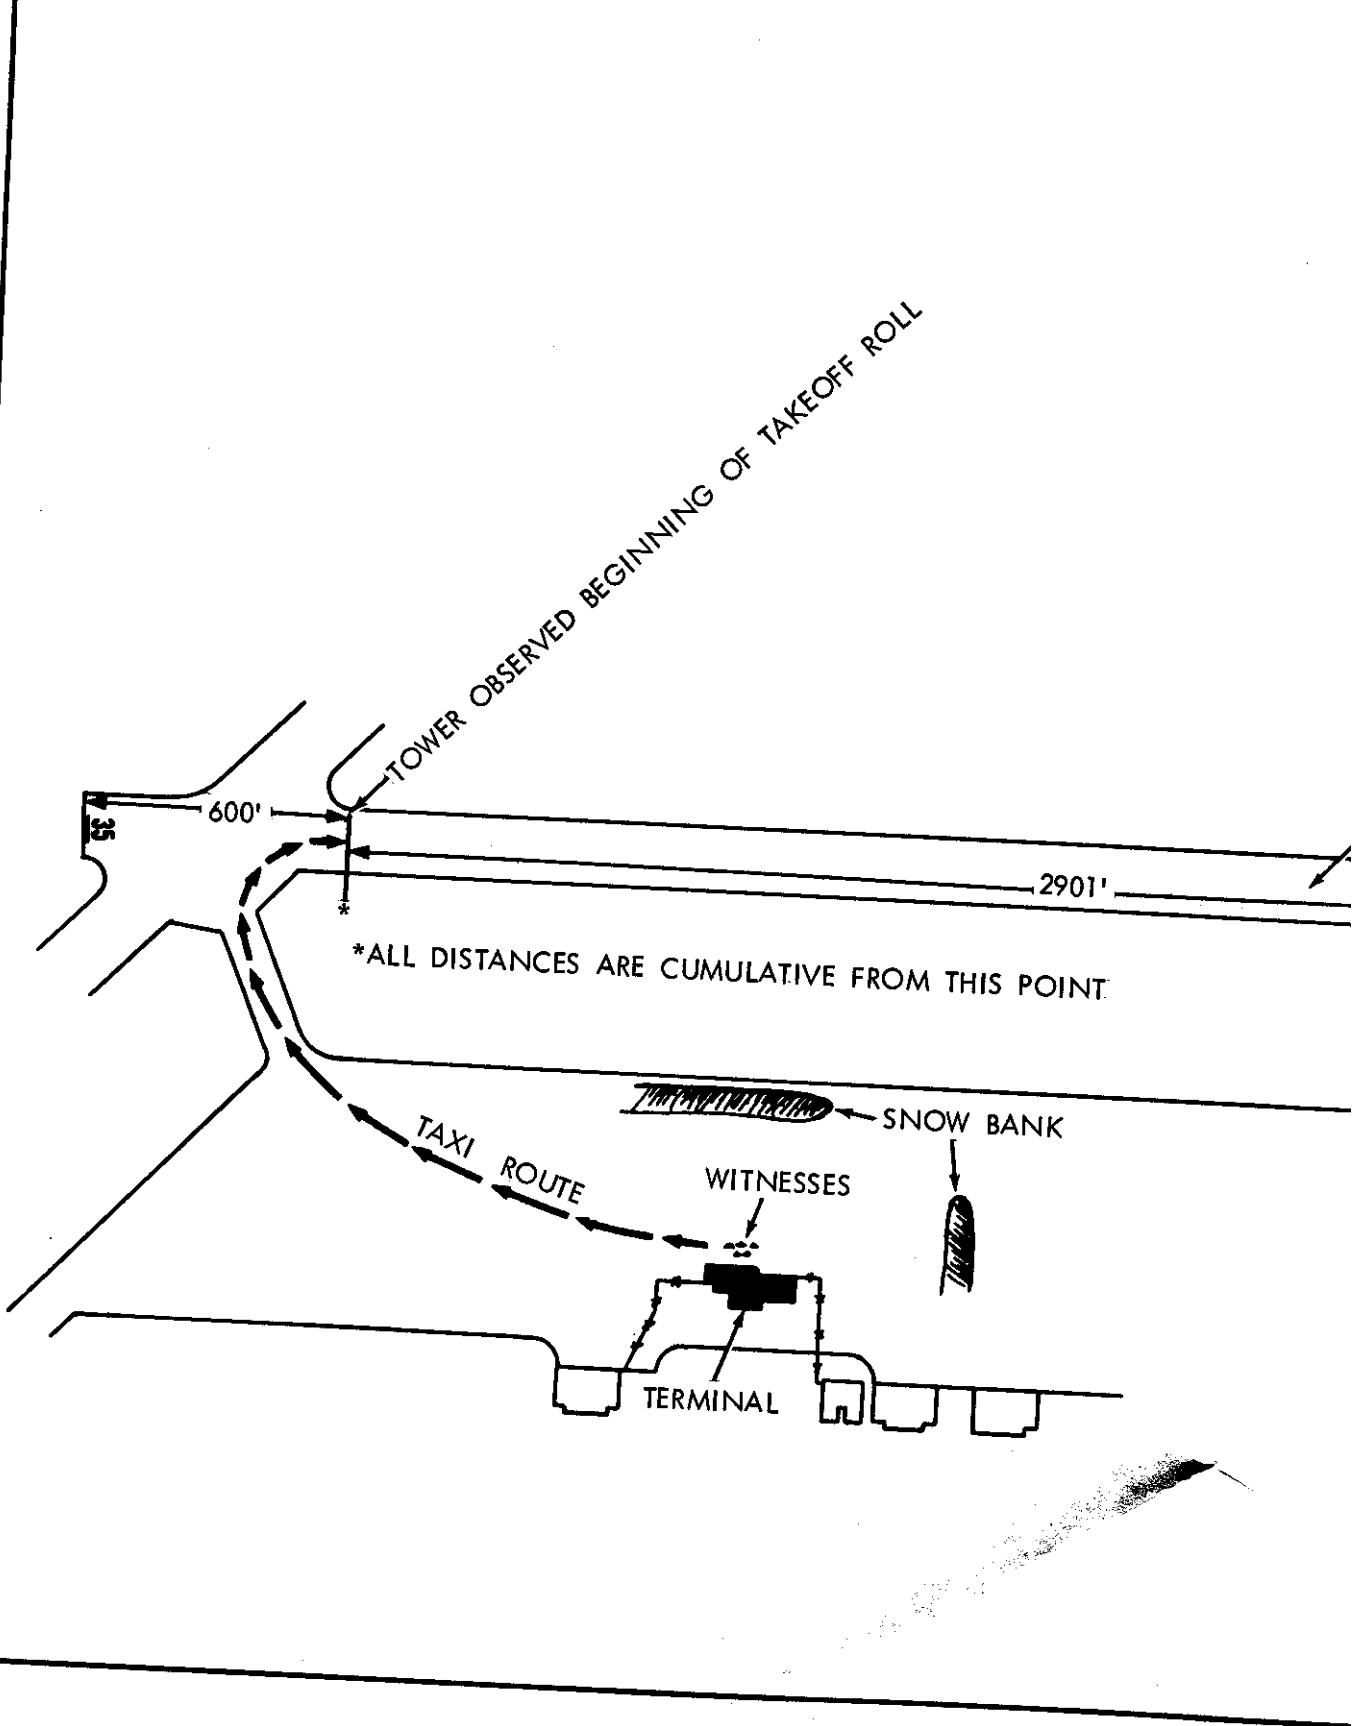 TOWER OBSERVED BEGINNING OF TAKEOFF ROLL
600'
35
2901'
*
*ALL DISTANCES ARE CUMULATIVE FROM THIS POINT
SNOW BANK
TAXI ROUTE
WITNESSES
TERMINAL